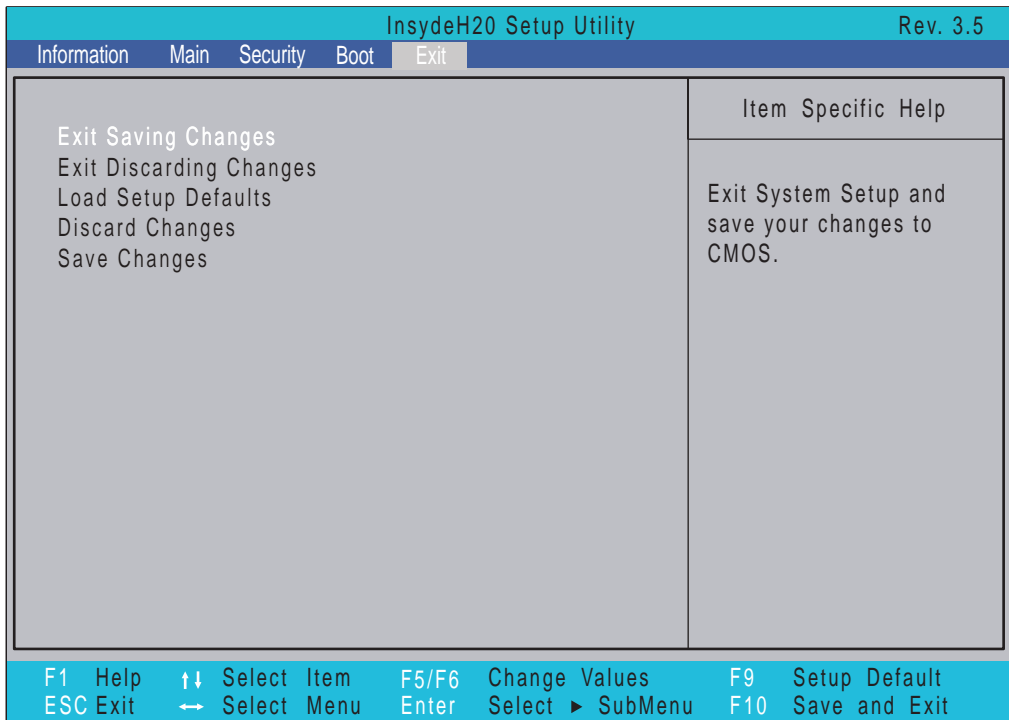 InsydeH20 Setup Utility Rev. 3.5
Information Main Security Boot Exit
Exit Saving Changes
Exit Discarding Changes
Load Setup Defaults
Discard Changes
Save Changes
Item Specific Help
Exit System Setup and
save your changes to
CMOS.
F1 Help ↑↓ Select Item F5/F6 Change Values F9 Setup Default
ESC Exit ↔ Select Menu Enter Select ► SubMenu F10 Save and Exit